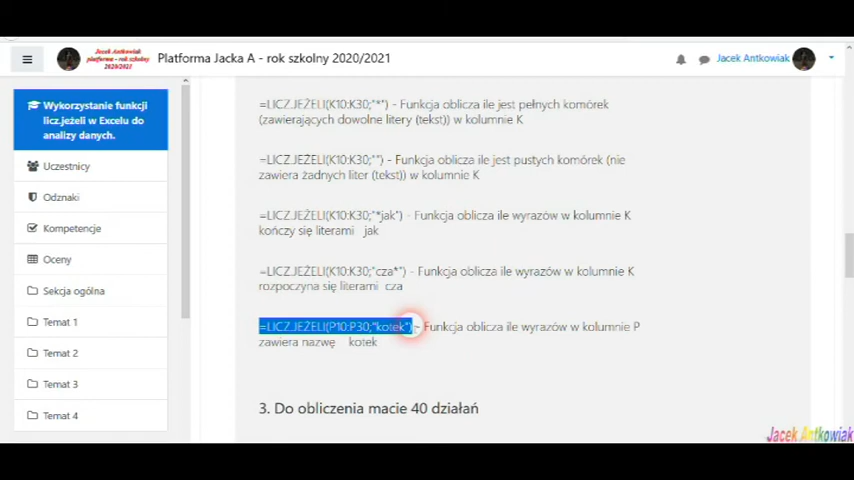 Jacek Antkowiak
platforma - rok szkolny
2020/2021
Platforma Jacka A - rok szkolny 2020/2021
Jacek Antkowiak
Wykorzystanie funkcji
licz.jeżeli w Excelu do
analizy danych.
Uczestnicy
Odznaki
Kompetencje
Oceny
Sekcja ogólna
Temat 1
Temat 2
Temat 3
Temat 4
=LICZ.JEŻELI(K10:K30;"*") - Funkcja oblicza ile jest pełnych komórek
(zawierających dowolne litery (tekst)) w kolumnie K
=LICZ.JEŻELI(K10:K30;"") - Funkcja oblicza ile jest pustych komórek (nie
zawiera żadnych liter (tekst)) w kolumnie K
=LICZ.JEŻELI(K10:K30;"*jak") - Funkcja oblicza ile wyrazów w kolumnie K
kończy się literami jak
=LICZ.JEŻELI(K10:K30;"cza*") - Funkcja oblicza ile wyrazów w kolumnie K
rozpoczyna się literami cza
=LICZ.JEŻELI(P10:P30;"kotek") - Funkcja oblicza ile wyrazów w kolumnie P
zawiera nazwę kotek
3. Do obliczenia macie 40 działań
Jacek Antkowiak